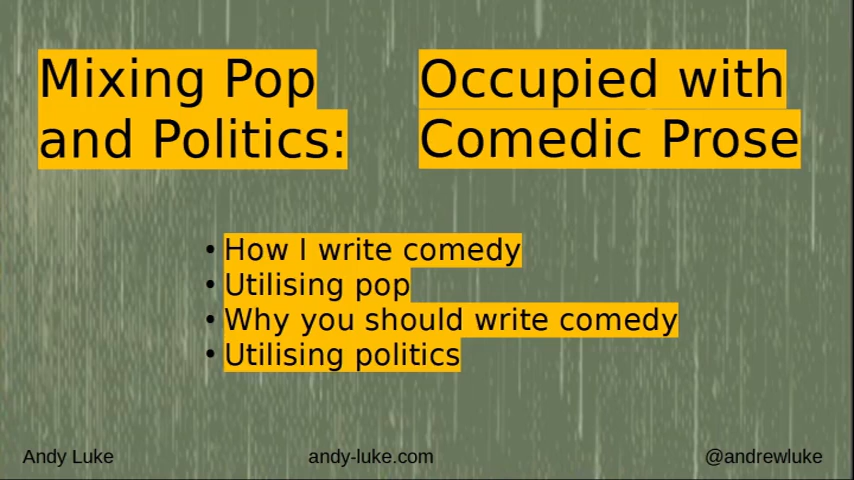 Mixing Pop
and Politics:
Occupied with
Comedic Prose
• How I write comedy
• Utilising pop
• Why you should write comedy
• Utilising politics
Andy Luke
andy-luke.com
@andrewluke